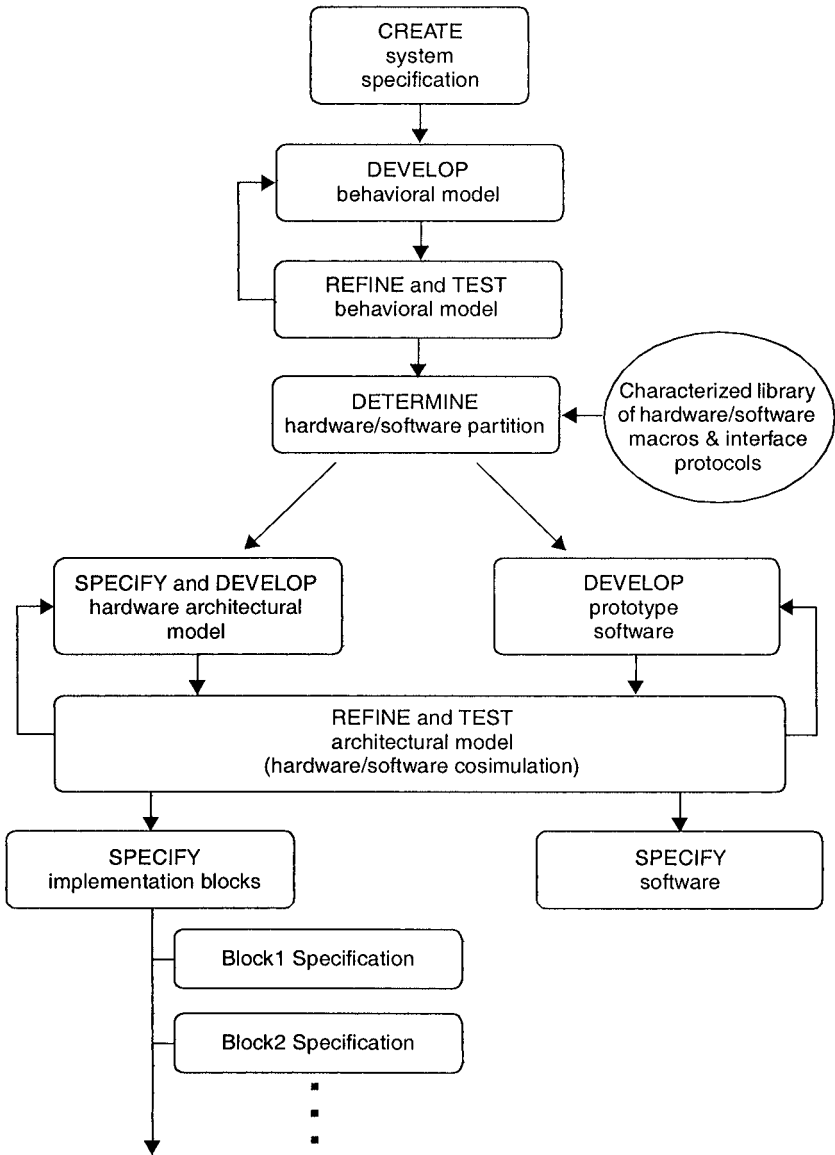 CREATE
system
specification
DEVELOP
behavioral model
REFINE and TEST
behavioral model
DETERMINE
hardware/software partition
Characterized library
of hardware/software
macros & interface
protocols
SPECIFY and DEVELOP
hardware architectural
model
DEVELOP
prototype
software
REFINE and TEST
architectural model
(hardware/software cosimulation)
SPECIFY
implementation blocks
SPECIFY
software
Block1 Specification
Block2 Specification